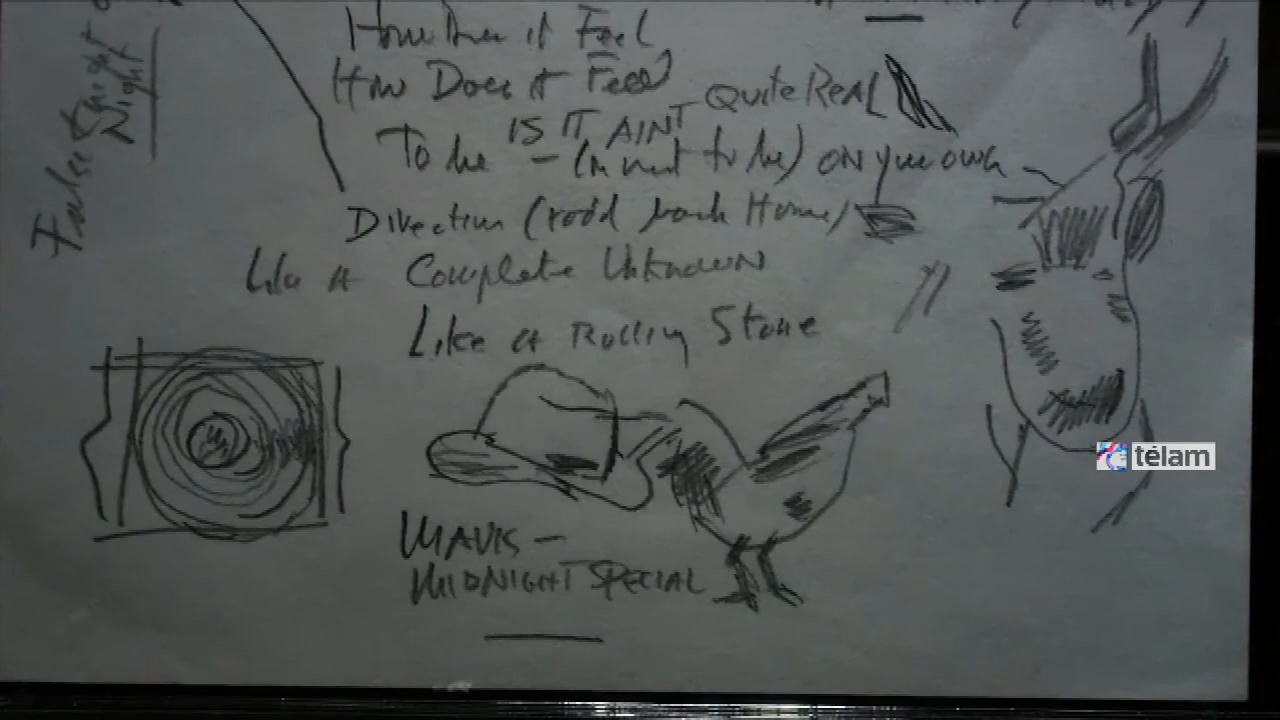 How Does it Feel
How Does it Feel
Quite Real
IS IT AINT
To be — (  not to be) ON your own
Direction (road back Home)
Like a Complete Unknown
Like a Rolling Stone
MAVIS —
MIDNIGHT SPECIAL
Night
télam